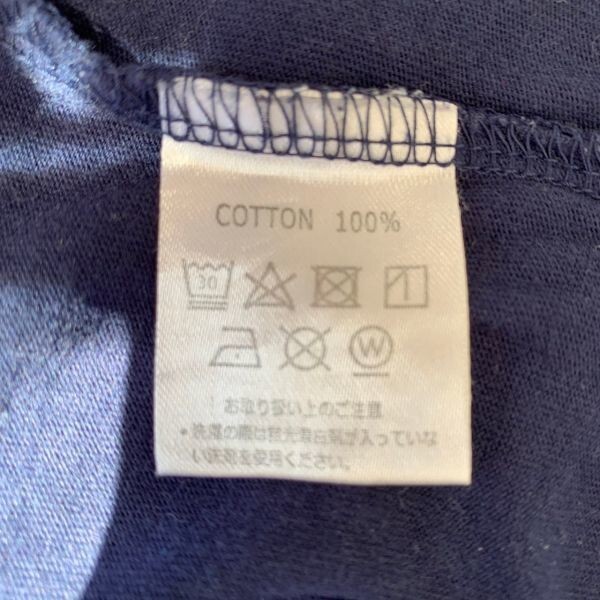 COTTON 100%
30
W
お取り扱い上のご注意
・洗濯の際は蛍光増白剤が入っていな
い洗剤を使用ください。